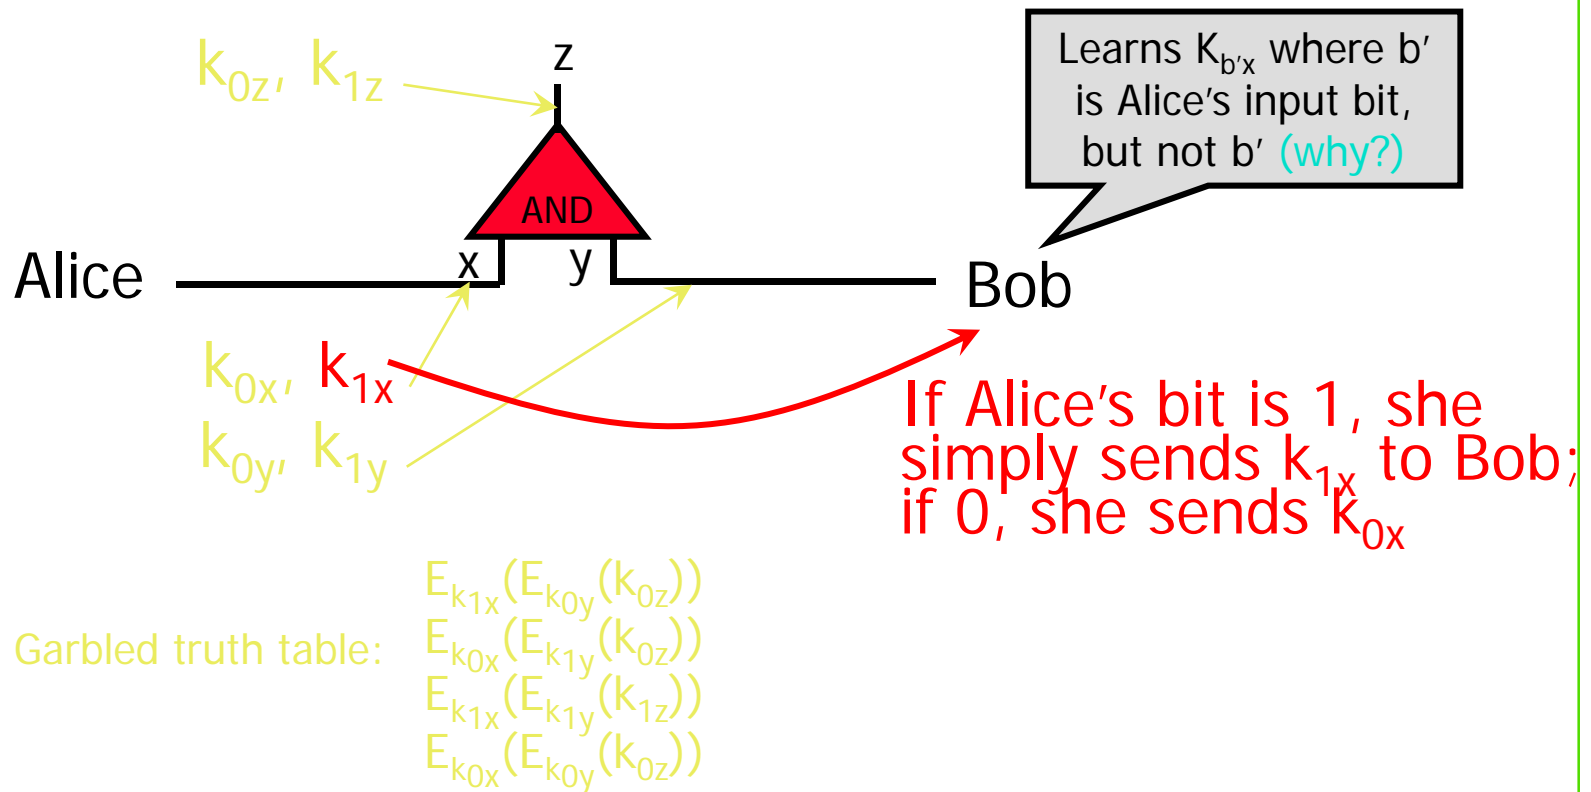 k0z, k1z
z
Learns Kb'x where b'
is Alice's input bit,
but not b' (why?)
AND
Alice
x
y
Bob
k0x, k1x
k0y, k1y
If Alice's bit is 1, she
simply sends k1x to Bob;
if 0, she sends k0x
Garbled truth table:
Ek1x(Ek0y(k0z))
Ek0x(Ek1y(k0z))
Ek1x(Ek1y(k1z))
Ek0x(Ek0y(k0z))